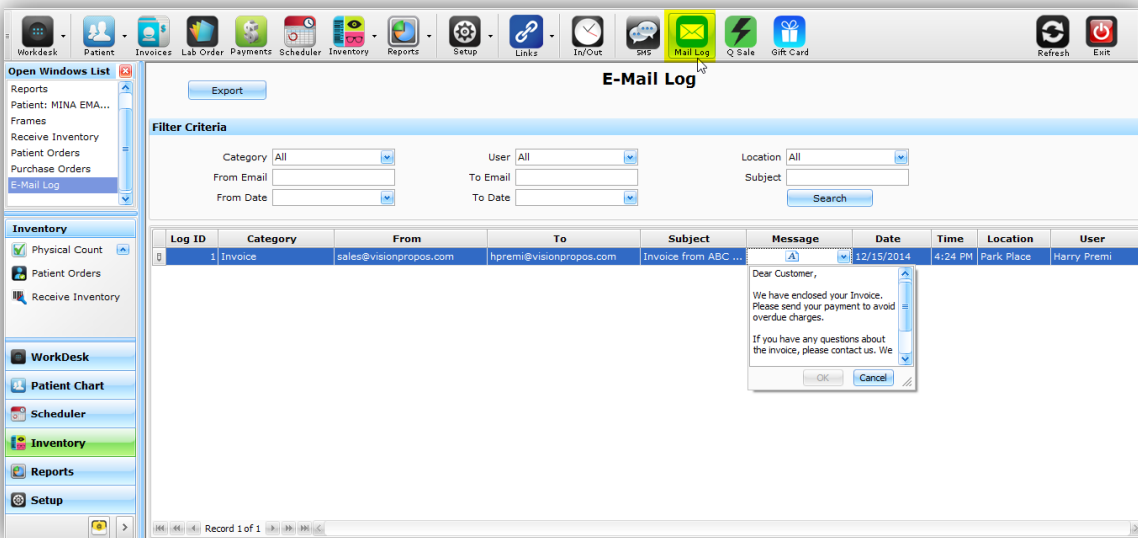 Workdesk Patient Invoices Lab Order Payments Scheduler Inventory Reports Setup Links In/Out SMS Mail Log Q Sale Gift Card Refresh Exit
Open Windows List
Reports
Patient: MINA EMA...
Frames
Receive Inventory
Patient Orders
Purchase Orders
E-Mail Log
Inventory
Physical Count
Patient Orders
Receive Inventory
WorkDesk
Patient Chart
Scheduler
Inventory
Reports
Setup
E-Mail Log
Export
Filter Criteria
Category All User All Location All
From Email To Email Subject
From Date To Date Search
Log ID Category From To Subject Message Date Time Location User
1 Invoice sales@visionpropos.com hpremi@visionpropos.com Invoice from ABC ... A 12/15/2014 4:24 PM Park Place Harry Premi
Dear Customer,
We have enclosed your Invoice.
Please send your payment to avoid
overdue charges.
If you have any questions about
the invoice, please contact us. We
OK Cancel
Record 1 of 1